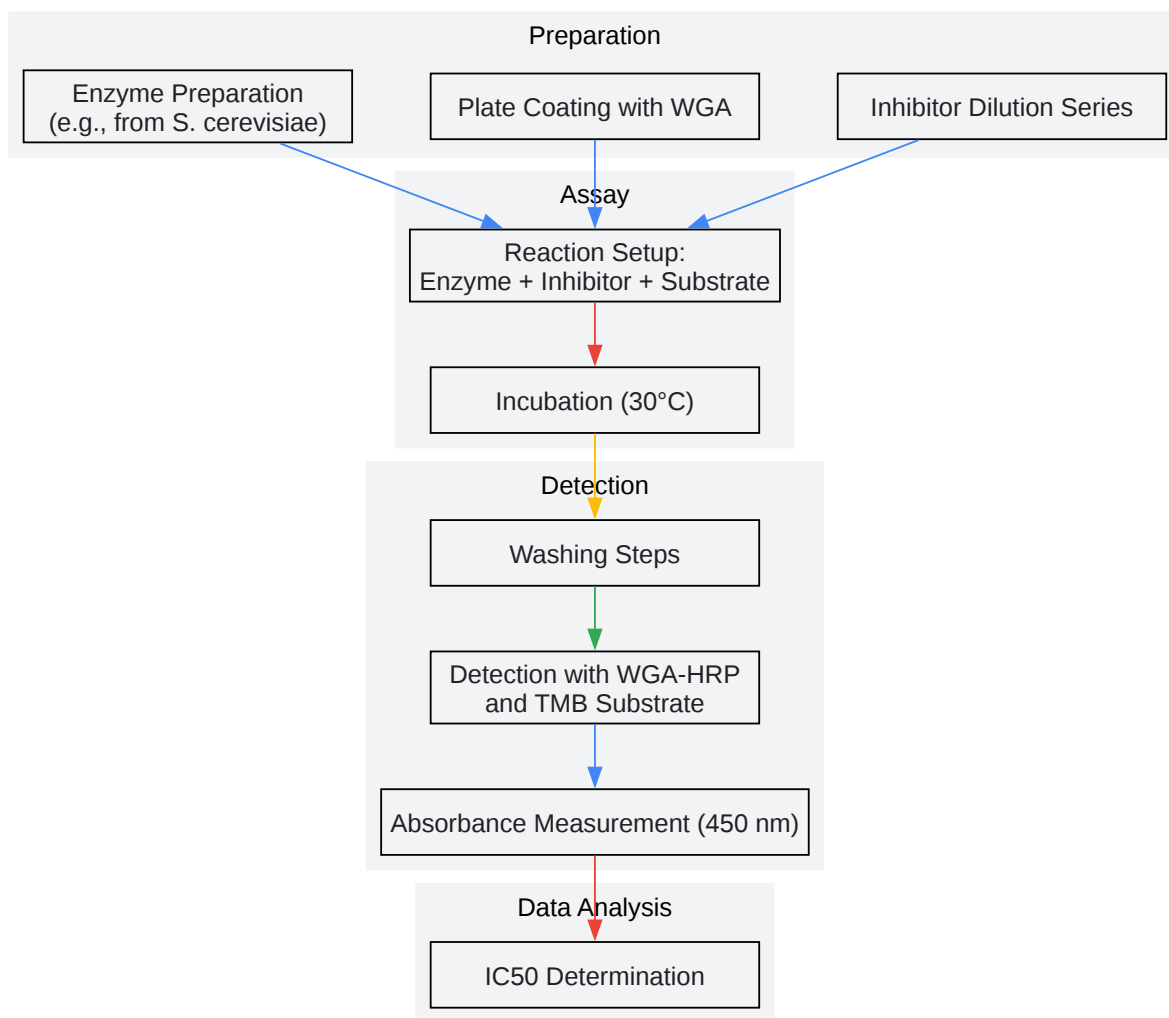 Preparation
Enzyme Preparation
(e.g., from S. cerevisiae)
Plate Coating with WGA
Inhibitor Dilution Series
Assay
Reaction Setup:
Enzyme + Inhibitor + Substrate
Incubation (30°C)
Detection
Washing Steps
Detection with WGA-HRP
and TMB Substrate
Absorbance Measurement (450 nm)
Data Analysis
IC50 Determination